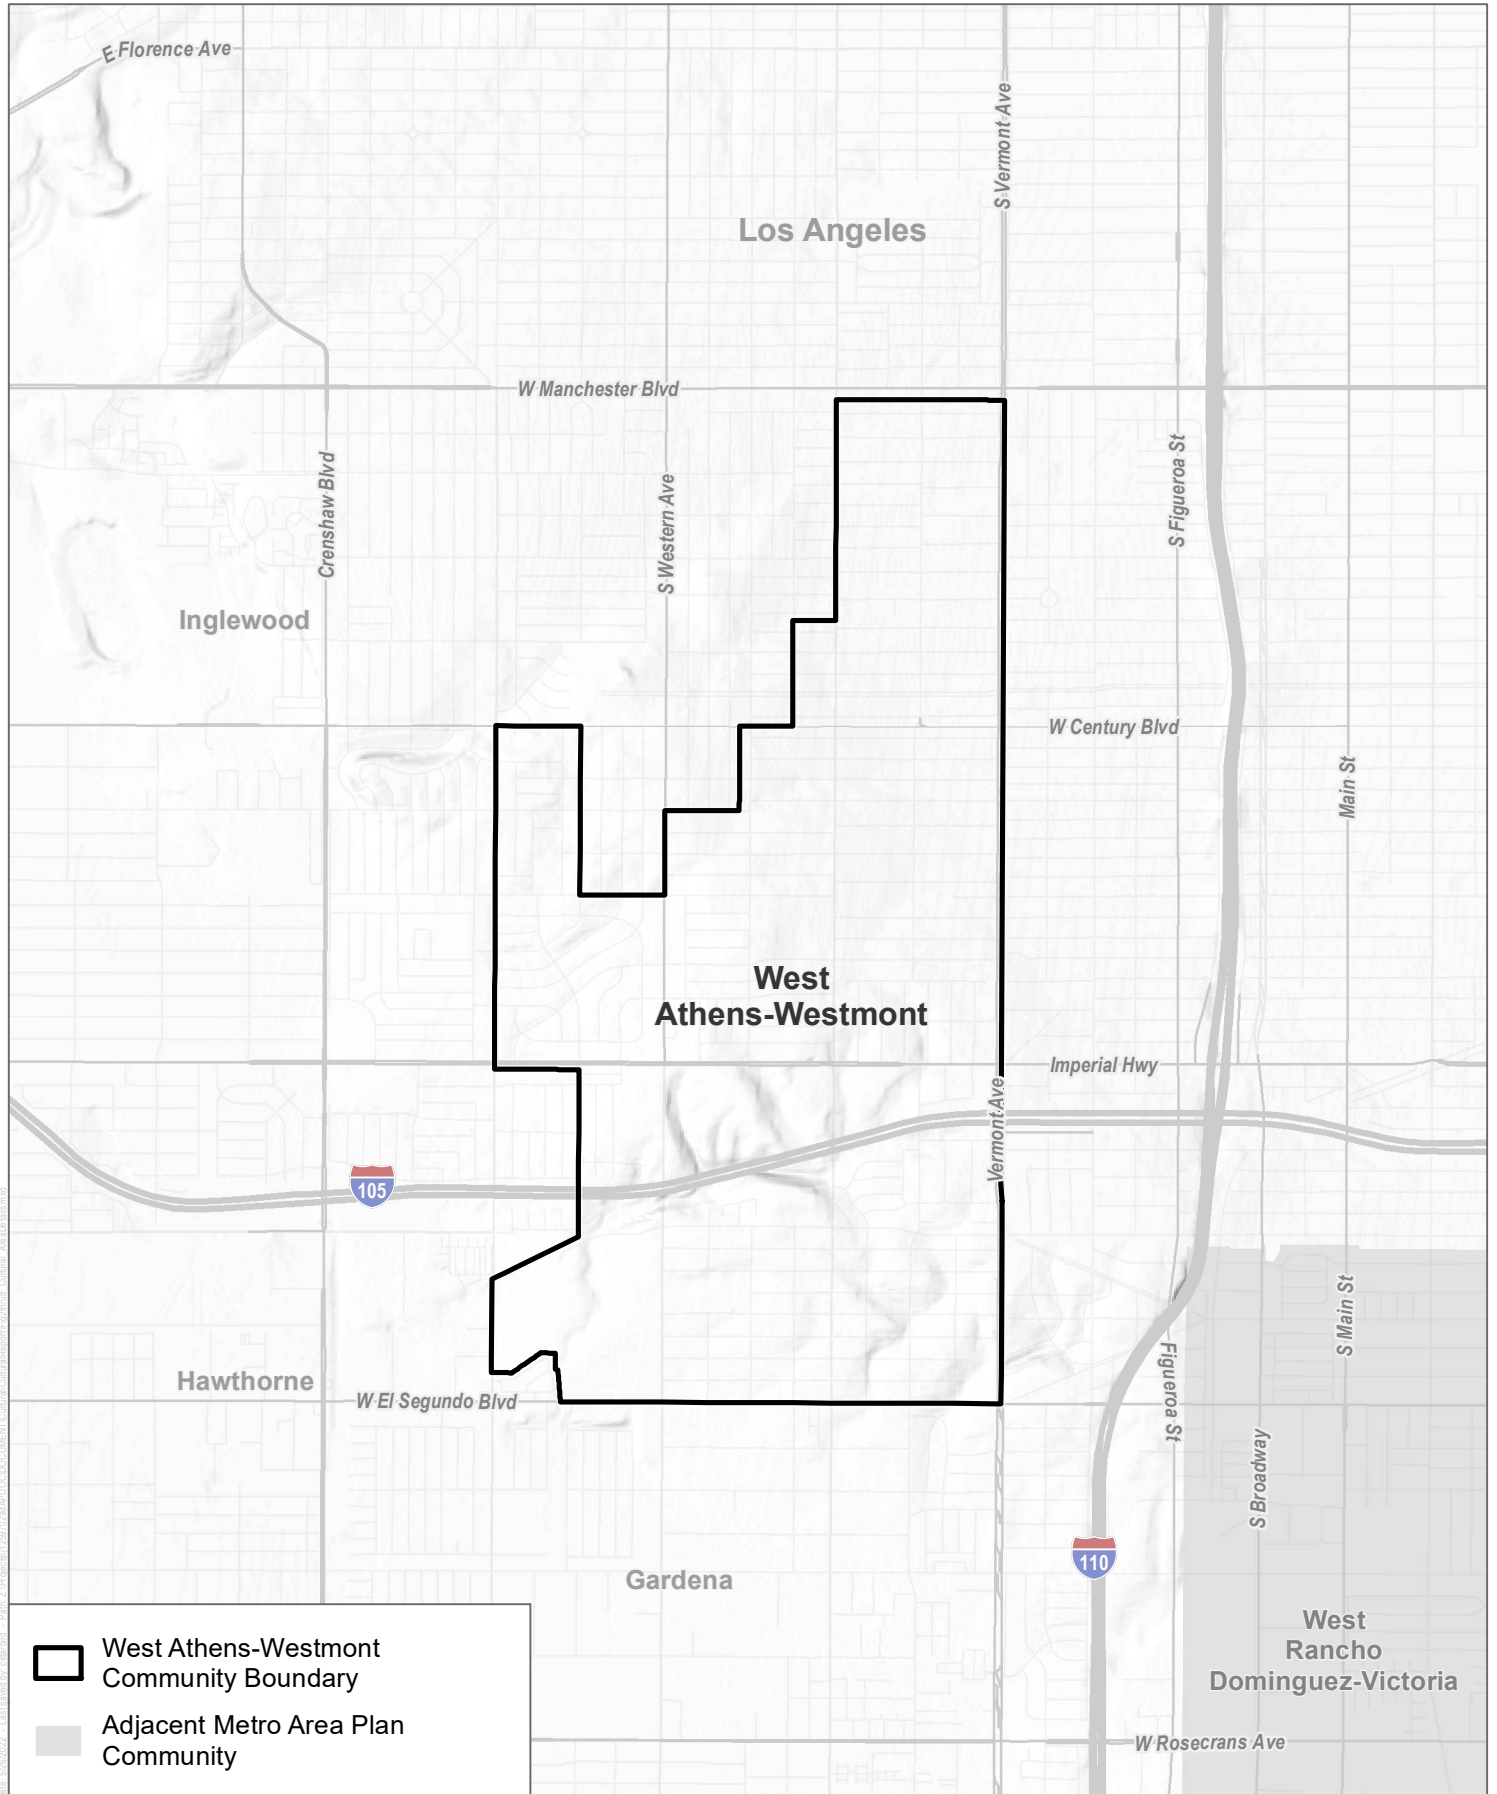 E Florence Ave
S Vermont Ave
Los Angeles
W Manchester Blvd
Crenshaw Blvd
S Western Ave
S Figueroa St
Inglewood
W Century Blvd
Main St
West
Athens-Westmont
Imperial Hwy
Vermont Ave
105
S Main St
Figueroa St
Hawthorne
W El Segundo Blvd
S Broadway
110
Gardena
West
Rancho
Dominguez-Victoria
W Rosecrans Ave
West Athens-Westmont
Community Boundary
Adjacent Metro Area Plan
Community